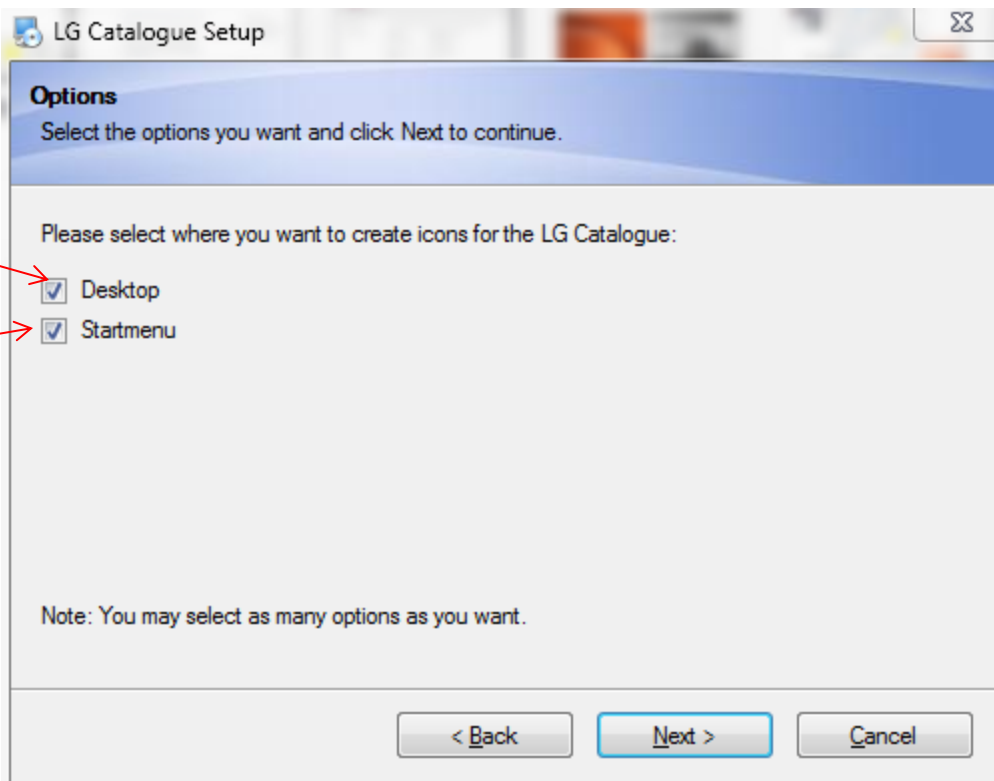 LG Catalogue Setup
Options
Select the options you want and click Next to continue.
Please select where you want to create icons for the LG Catalogue:
Desktop
Startmenu
Note: You may select as many options as you want.
< Back Next > Cancel